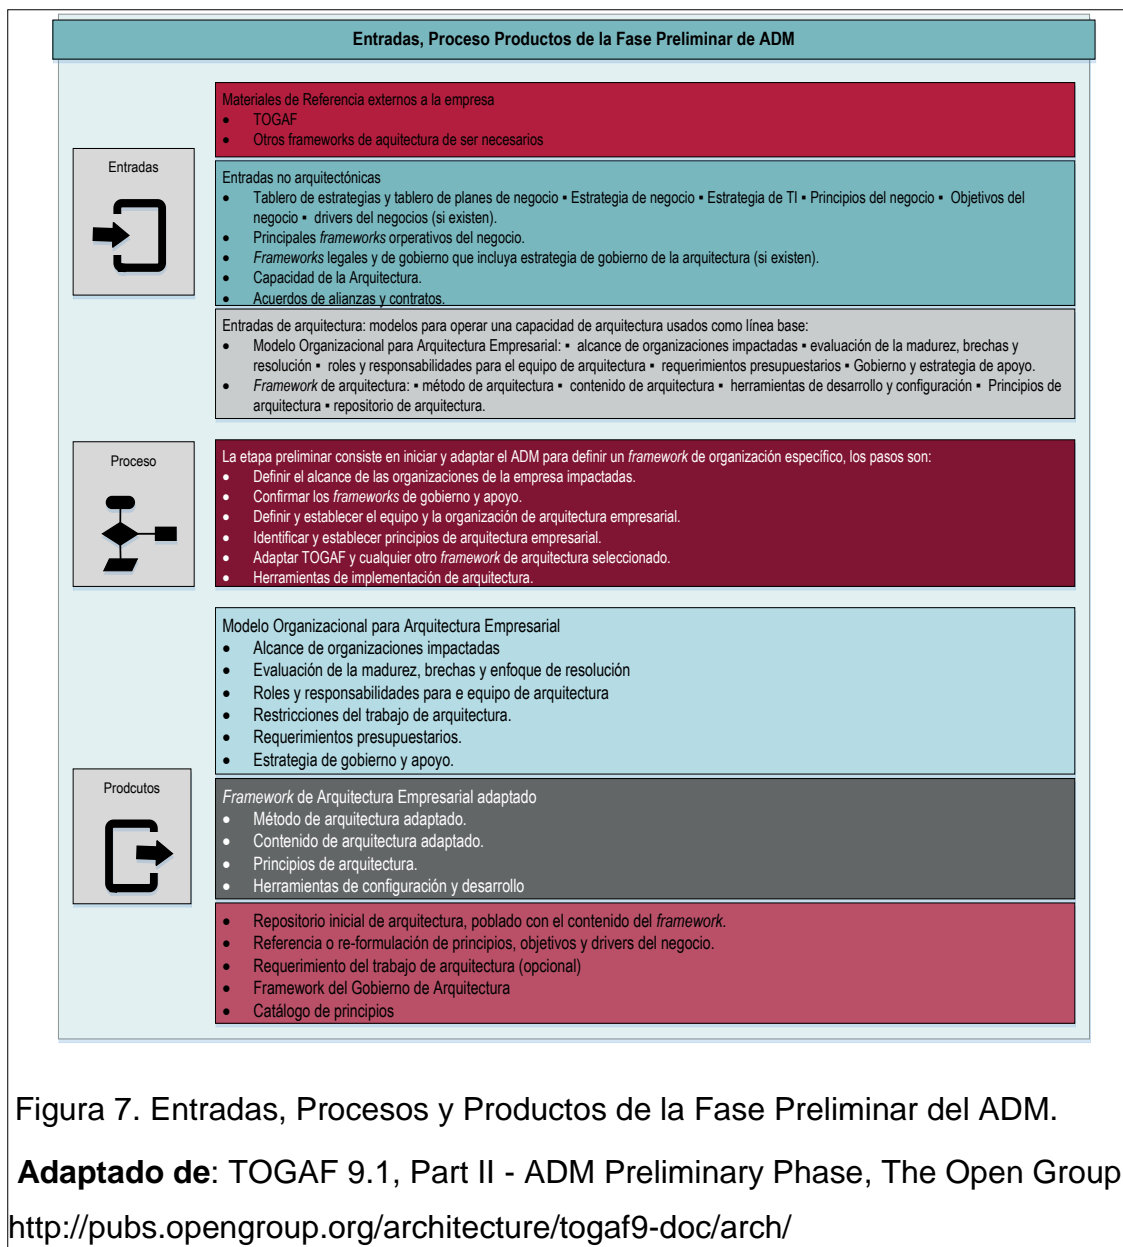 Entradas, Proceso Productos de la Fase Preliminar de ADM
Materiales de Referencia externos a la empresa
• TOGAF
• Otros frameworks de aquitectura de ser necesarios
Entradas
Entradas no arquitectónicas
• Tablero de estrategias y tablero de planes de negocio ▪ Estrategia de negocio ▪ Estrategia de TI ▪ Principios del negocio ▪ Objetivos del
negocio ▪ drivers del negocios (si existen).
• Principales frameworks orperativos del negocio.
• Frameworks legales y de gobierno que incluya estrategia de gobierno de la arquitectura (si existen).
• Capacidad de la Arquitectura.
• Acuerdos de alianzas y contratos.
Entradas de arquitectura: modelos para operar una capacidad de arquitectura usados como línea base:
• Modelo Organizacional para Arquitectura Empresarial: ▪ alcance de organizaciones impactadas ▪ evaluación de la madurez, brechas y
resolución ▪ roles y responsabilidades para el equipo de arquitectura ▪ requerimientos presupuestarios ▪ Gobierno y estrategia de apoyo.
• Framework de arquitectura: ▪ método de arquitectura ▪ contenido de arquitectura ▪ herramientas de desarrollo y configuración ▪ Principios de
arquitectura ▪ repositorio de arquitectura.
Proceso
La etapa preliminar consiste en iniciar y adaptar el ADM para definir un framework de organización específico, los pasos son:
• Definir el alcance de las organizaciones de la empresa impactadas.
• Confirmar los frameworks de gobierno y apoyo.
• Definir y establecer el equipo y la organización de arquitectura empresarial.
• Identificar y establecer principios de arquitectura empresarial.
• Adaptar TOGAF y cualquier otro framework de arquitectura seleccionado.
• Herramientas de implementación de arquitectura.
Modelo Organizacional para Arquitectura Empresarial
• Alcance de organizaciones impactadas
• Evaluación de la madurez, brechas y enfoque de resolución
• Roles y responsabilidades para e equipo de arquitectura
• Restricciones del trabajo de arquitectura.
• Requerimientos presupuestarios.
• Estrategia de gobierno y apoyo.
Prodcutos
Framework de Arquitectura Empresarial adaptado
• Método de arquitectura adaptado.
• Contenido de arquitectura adaptado.
• Principios de arquitectura.
• Herramientas de configuración y desarrollo
• Repositorio inicial de arquitectura, poblado con el contenido del framework.
• Referencia o re-formulación de principios, objetivos y drivers del negocio.
• Requerimiento del trabajo de arquitectura (opcional)
• Framework del Gobierno de Arquitectura
• Catálogo de principios
Figura 7. Entradas, Procesos y Productos de la Fase Preliminar del ADM.
Adaptado de: TOGAF 9.1, Part II - ADM Preliminary Phase, The Open Group
http://pubs.opengroup.org/architecture/togaf9-doc/arch/